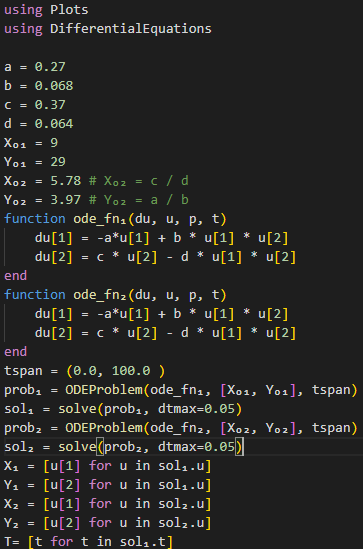 using Plots
using DifferentialEquations

a = 0.27
b = 0.068
c = 0.37
d = 0.064
X₀₁ = 9
Y₀₁ = 29
X₀₂ = 5.78 # X₀₂ = c / d
Y₀₂ = 3.97 # Y₀₂ = a / b
function ode_fn₁(du, u, p, t)
    du[1] = -a*u[1] + b * u[1] * u[2]
    du[2] = c * u[2] - d * u[1] * u[2]
end
function ode_fn₂(du, u, p, t)
    du[1] = -a*u[1] + b * u[1] * u[2]
    du[2] = c * u[2] - d * u[1] * u[2]
end
tspan = (0.0, 100.0 )
prob₁ = ODEProblem(ode_fn₁, [X₀₁, Y₀₁], tspan)
sol₁ = solve(prob₁, dtmax=0.05)
prob₂ = ODEProblem(ode_fn₂, [X₀₂, Y₀₂], tspan)
sol₂ = solve(prob₂, dtmax=0.05)
X₁ = [u[1] for u in sol₁.u]
Y₁ = [u[2] for u in sol₁.u]
X₂ = [u[1] for u in sol₂.u]
Y₂ = [u[2] for u in sol₂.u]
T= [t for t in sol₁.t]